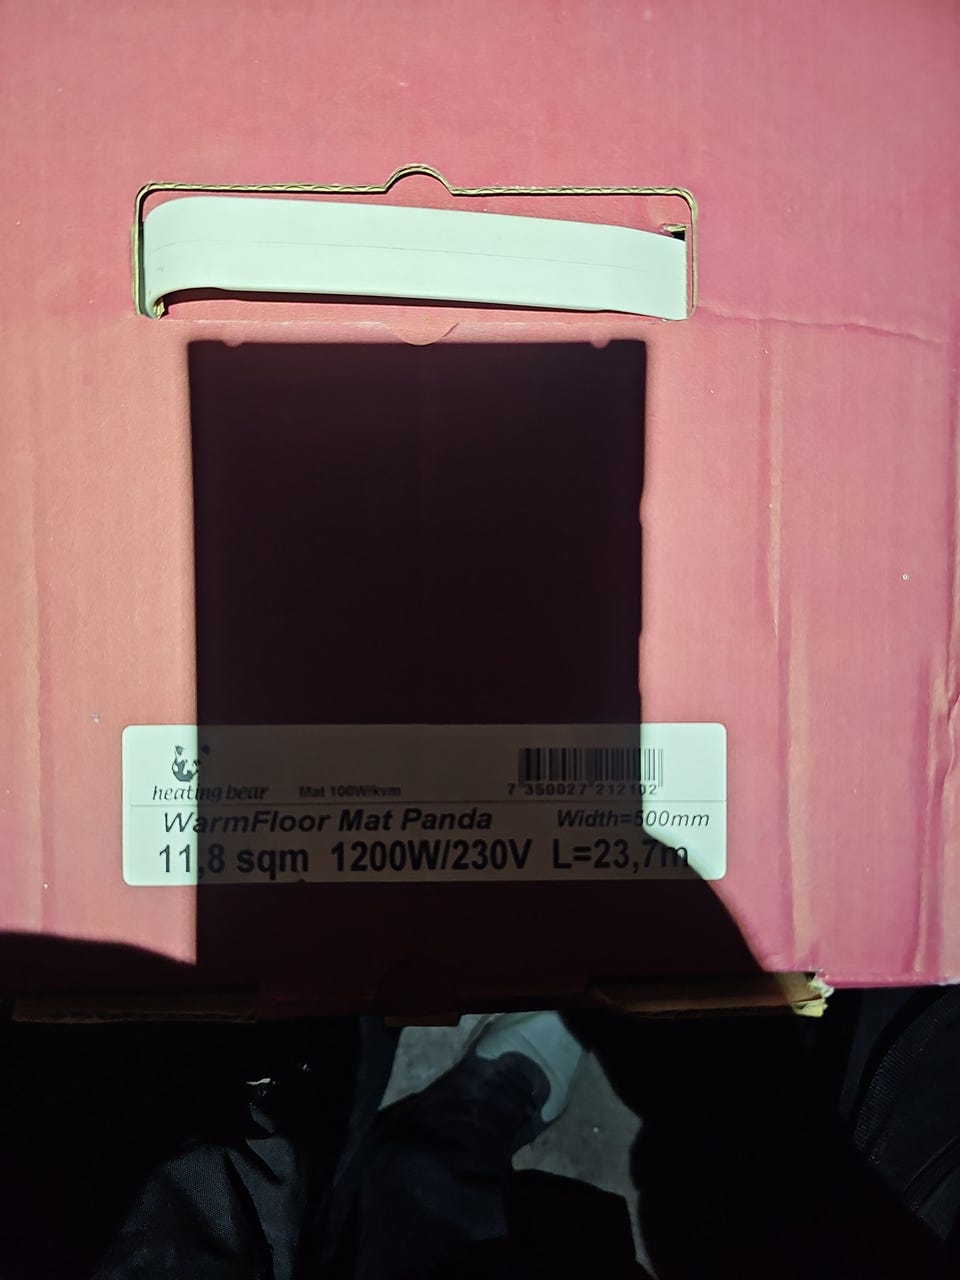 heating bear Mat 100W/kvm 7 350027 212102
WarmFloor Mat Panda Width=500mm
11,8 sqm 1200W/230V L=23,7m